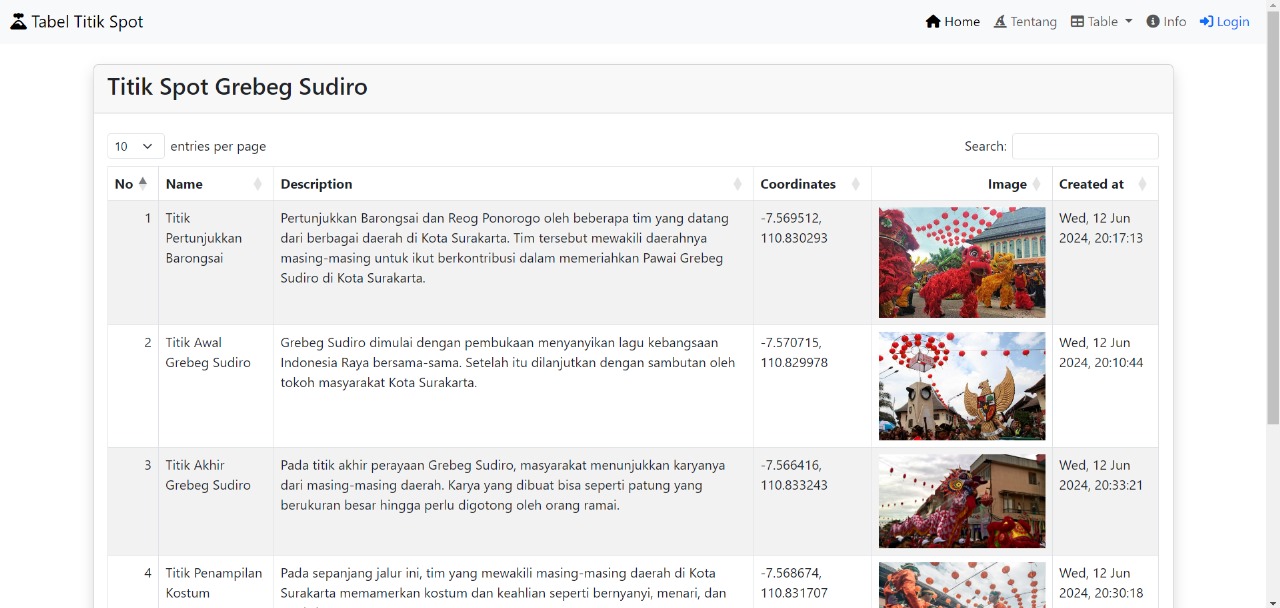 Tabel Titik Spot
Home Tentang Table Info Login
Titik Spot Grebeg Sudiro
10 entries per page
Search:
No Name Description Coordinates Image Created at
1 Titik Pertunjukkan Barongsai
Pertunjukkan Barongsai dan Reog Ponorogo oleh beberapa tim yang datang
dari berbagai daerah di Kota Surakarta. Tim tersebut mewakili daerahnya
masing-masing untuk ikut berkontribusi dalam memeriahkan Pawai Grebeg
Sudiro di Kota Surakarta.
-7.569512,
110.830293
Wed, 12 Jun
2024, 20:17:13
2 Titik Awal
Grebeg Sudiro
Grebeg Sudiro dimulai dengan pembukaan menyanyikan lagu kebangsaan
Indonesia Raya bersama-sama. Setelah itu dilanjutkan dengan sambutan oleh
tokoh masyarakat Kota Surakarta.
-7.570715,
110.829978
Wed, 12 Jun
2024, 20:10:44
3 Titik Akhir
Grebeg Sudiro
Pada titik akhir perayaan Grebeg Sudiro, masyarakat menunjukkan karyanya
dari masing-masing daerah. Karya yang dibuat bisa seperti patung yang
berukuran besar hingga perlu digotong oleh orang ramai.
-7.566416,
110.833243
Wed, 12 Jun
2024, 20:33:21
4 Titik Penampilan
Kostum
Pada sepanjang jalur ini, tim yang mewakili masing-masing daerah di Kota
Surakarta memamerkan kostum dan keahlian seperti bernyanyi, menari, dan
-7.568674,
110.831707
Wed, 12 Jun
2024, 20:30:18